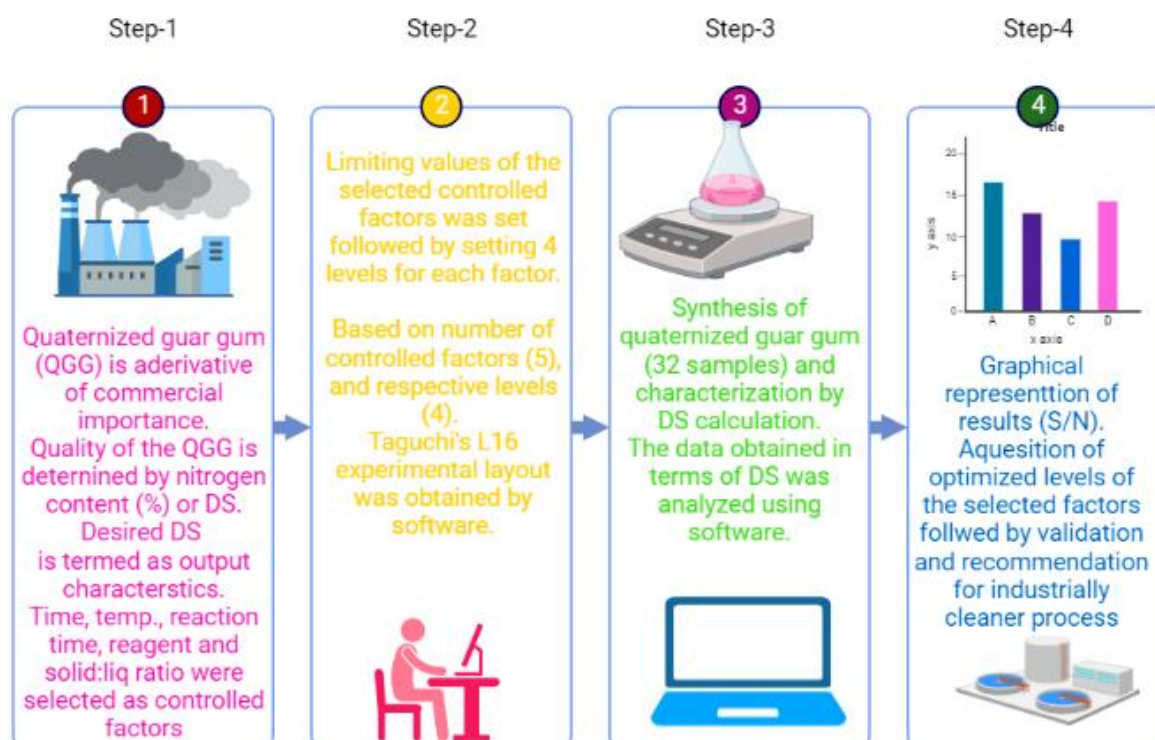 Step-1
Step-2
Step-3
Step-4
1
Quaternized guar gum
(QGG) is aderivative
of commercial
importance.
Quality of the QGG is
deternined by nitrogen
content (%) or DS.
Desired DS
is termed as output
characterstics.
Time, temp., reaction
time, reagent and
solid:liq ratio were
selected as controlled
factors
2
Limiting values of the
selected controlled
factors was set
followed by setting 4
levels for each factor.
Based on number of
controlled factors (5),
and respective levels
(4).
Taguchi's L16
experimental layout
was obtained by
software.
3
Synthesis of
quaternized guar gum
(32 samples) and
characterization by
DS calculation.
The data obtained in
terms of DS was
analyzed using
software.
4
Title
20
15
10
5
0
y axis
A B C D
x axis
Graphical
representtion of
results (S/N).
Aquesition of
optimized levels of
the selected factors
follwed by validation
and recommendation
for industrially
cleaner process